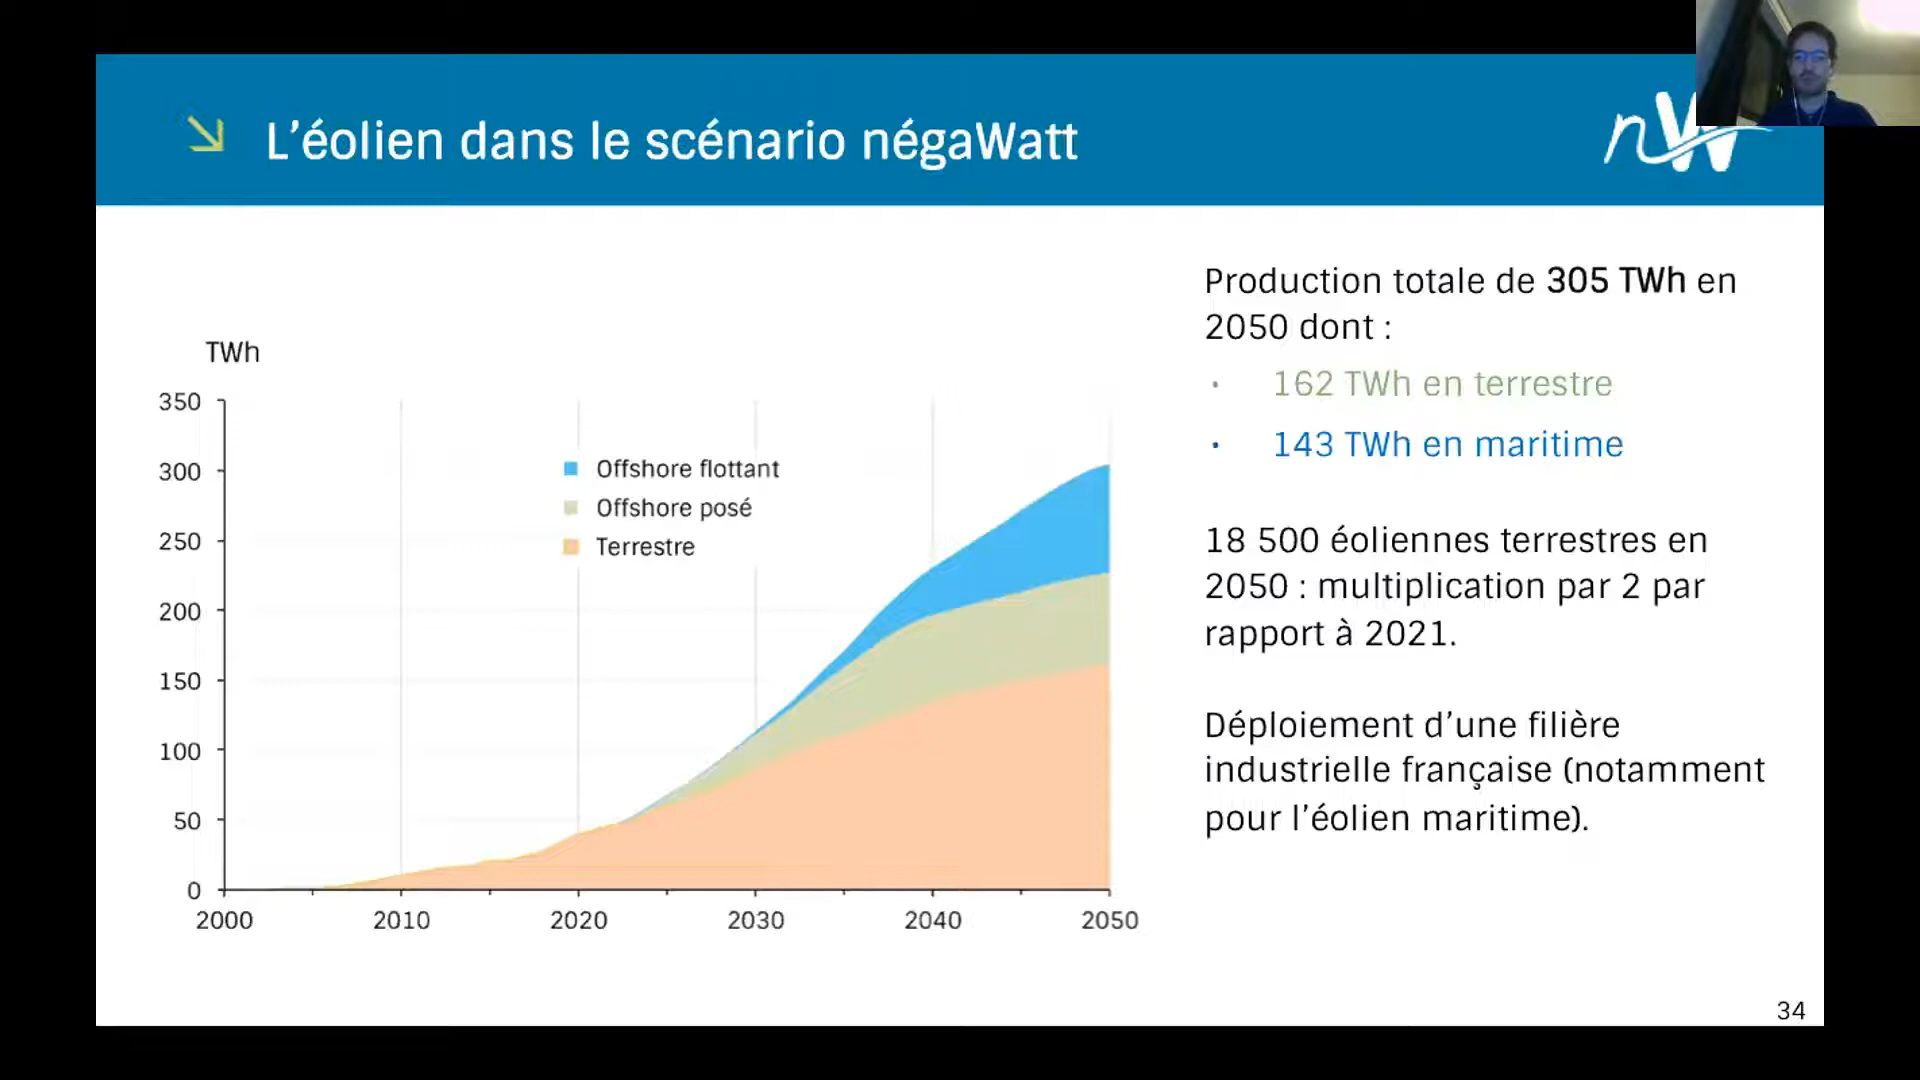 L’éolien dans le scénario négaWatt
nW
TWh
350
300
250
200
150
100
50
0
2000 2010 2020 2030 2040 2050
Offshore flottant
Offshore posé
Terrestre
Production totale de 305 TWh en
2050 dont :
• 162 TWh en terrestre
• 143 TWh en maritime
18 500 éoliennes terrestres en
2050 : multiplication par 2 par
rapport à 2021.
Déploiement d’une filière
industrielle française (notamment
pour l’éolien maritime).
34